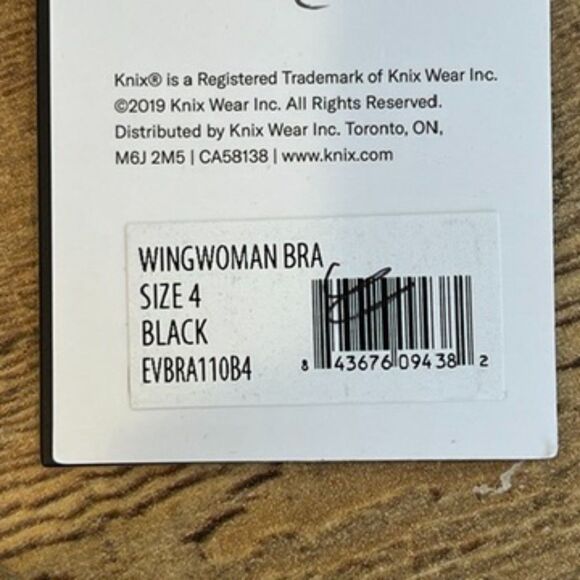 Knix® is a Registered Trademark of Knix Wear Inc.
©2019 Knix Wear Inc. All Rights Reserved.
Distributed by Knix Wear Inc. Toronto, ON,
M6J 2M5 | CA58138 | www.knix.com
WINGWOMAN BRA
SIZE 4
BLACK
EVBRA110B4
8 43676 09438 2